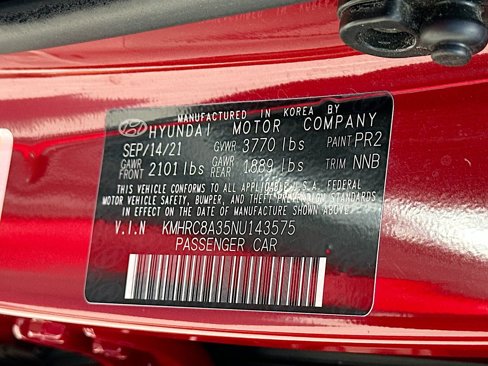 MANUFACTURED IN KOREA BY
HYUNDAI MOTOR COMPANY
SEP/14/21 GVWR 3770 lbs PAINT PR2
GAWR FRONT 2101 lbs GAWR REAR 1889 lbs TRIM NNB
THIS VEHICLE CONFORMS TO ALL APPLICABLE U.S.A. FEDERAL
MOTOR VEHICLE SAFETY, BUMPER, AND THEFT PREVENTION STANDARDS
IN EFFECT ON THE DATE OF MANUFACTURE SHOWN ABOVE.
V.I.N KMHRC8A35NU143575
PASSENGER CAR